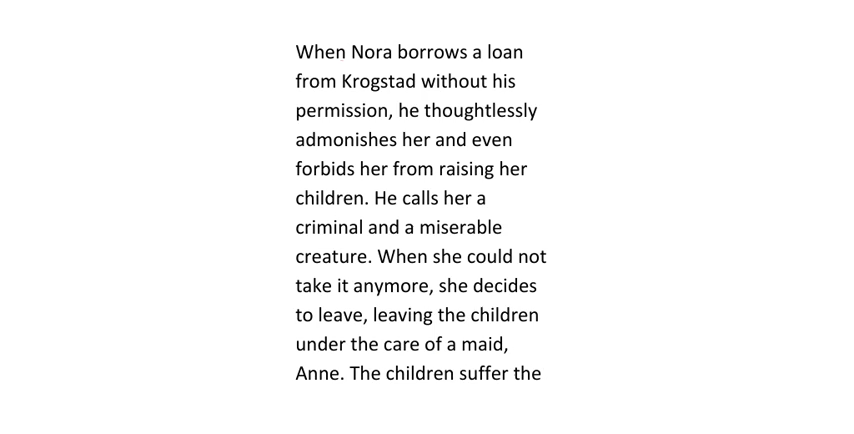 When Nora borrows a loan
from Krogstad without his
permission, he thoughtlessly
admonishes her and even
forbids her from raising her
children. He calls her a
criminal and a miserable
creature. When she could not
take it anymore, she decides
to leave, leaving the children
under the care of a maid,
Anne. The children suffer the